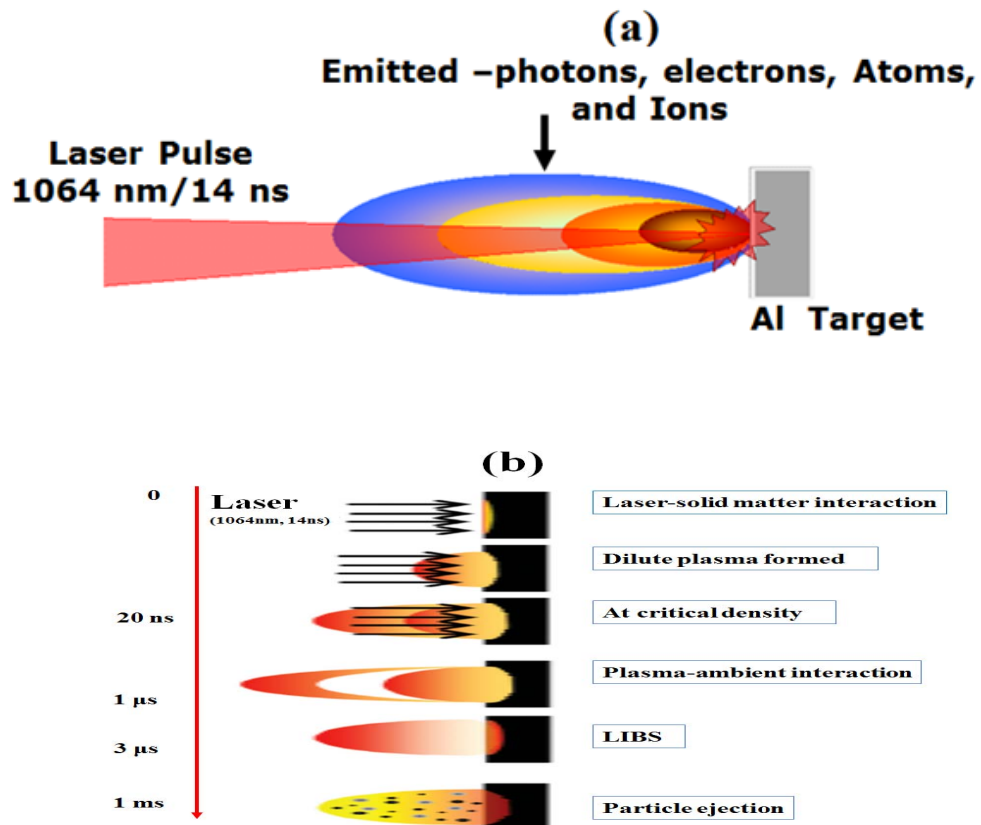 (a)
Emitted –photons, electrons, Atoms,
and Ions
Laser Pulse
1064 nm/14 ns
Al Target
(b)
0
Laser
(1064nm, 14ns)
Laser-solid matter interaction
Dilute plasma formed
20 ns
At critical density
Plasma-ambient interaction
1 μs
LIBS
3 μs
1 ms
Particle ejection